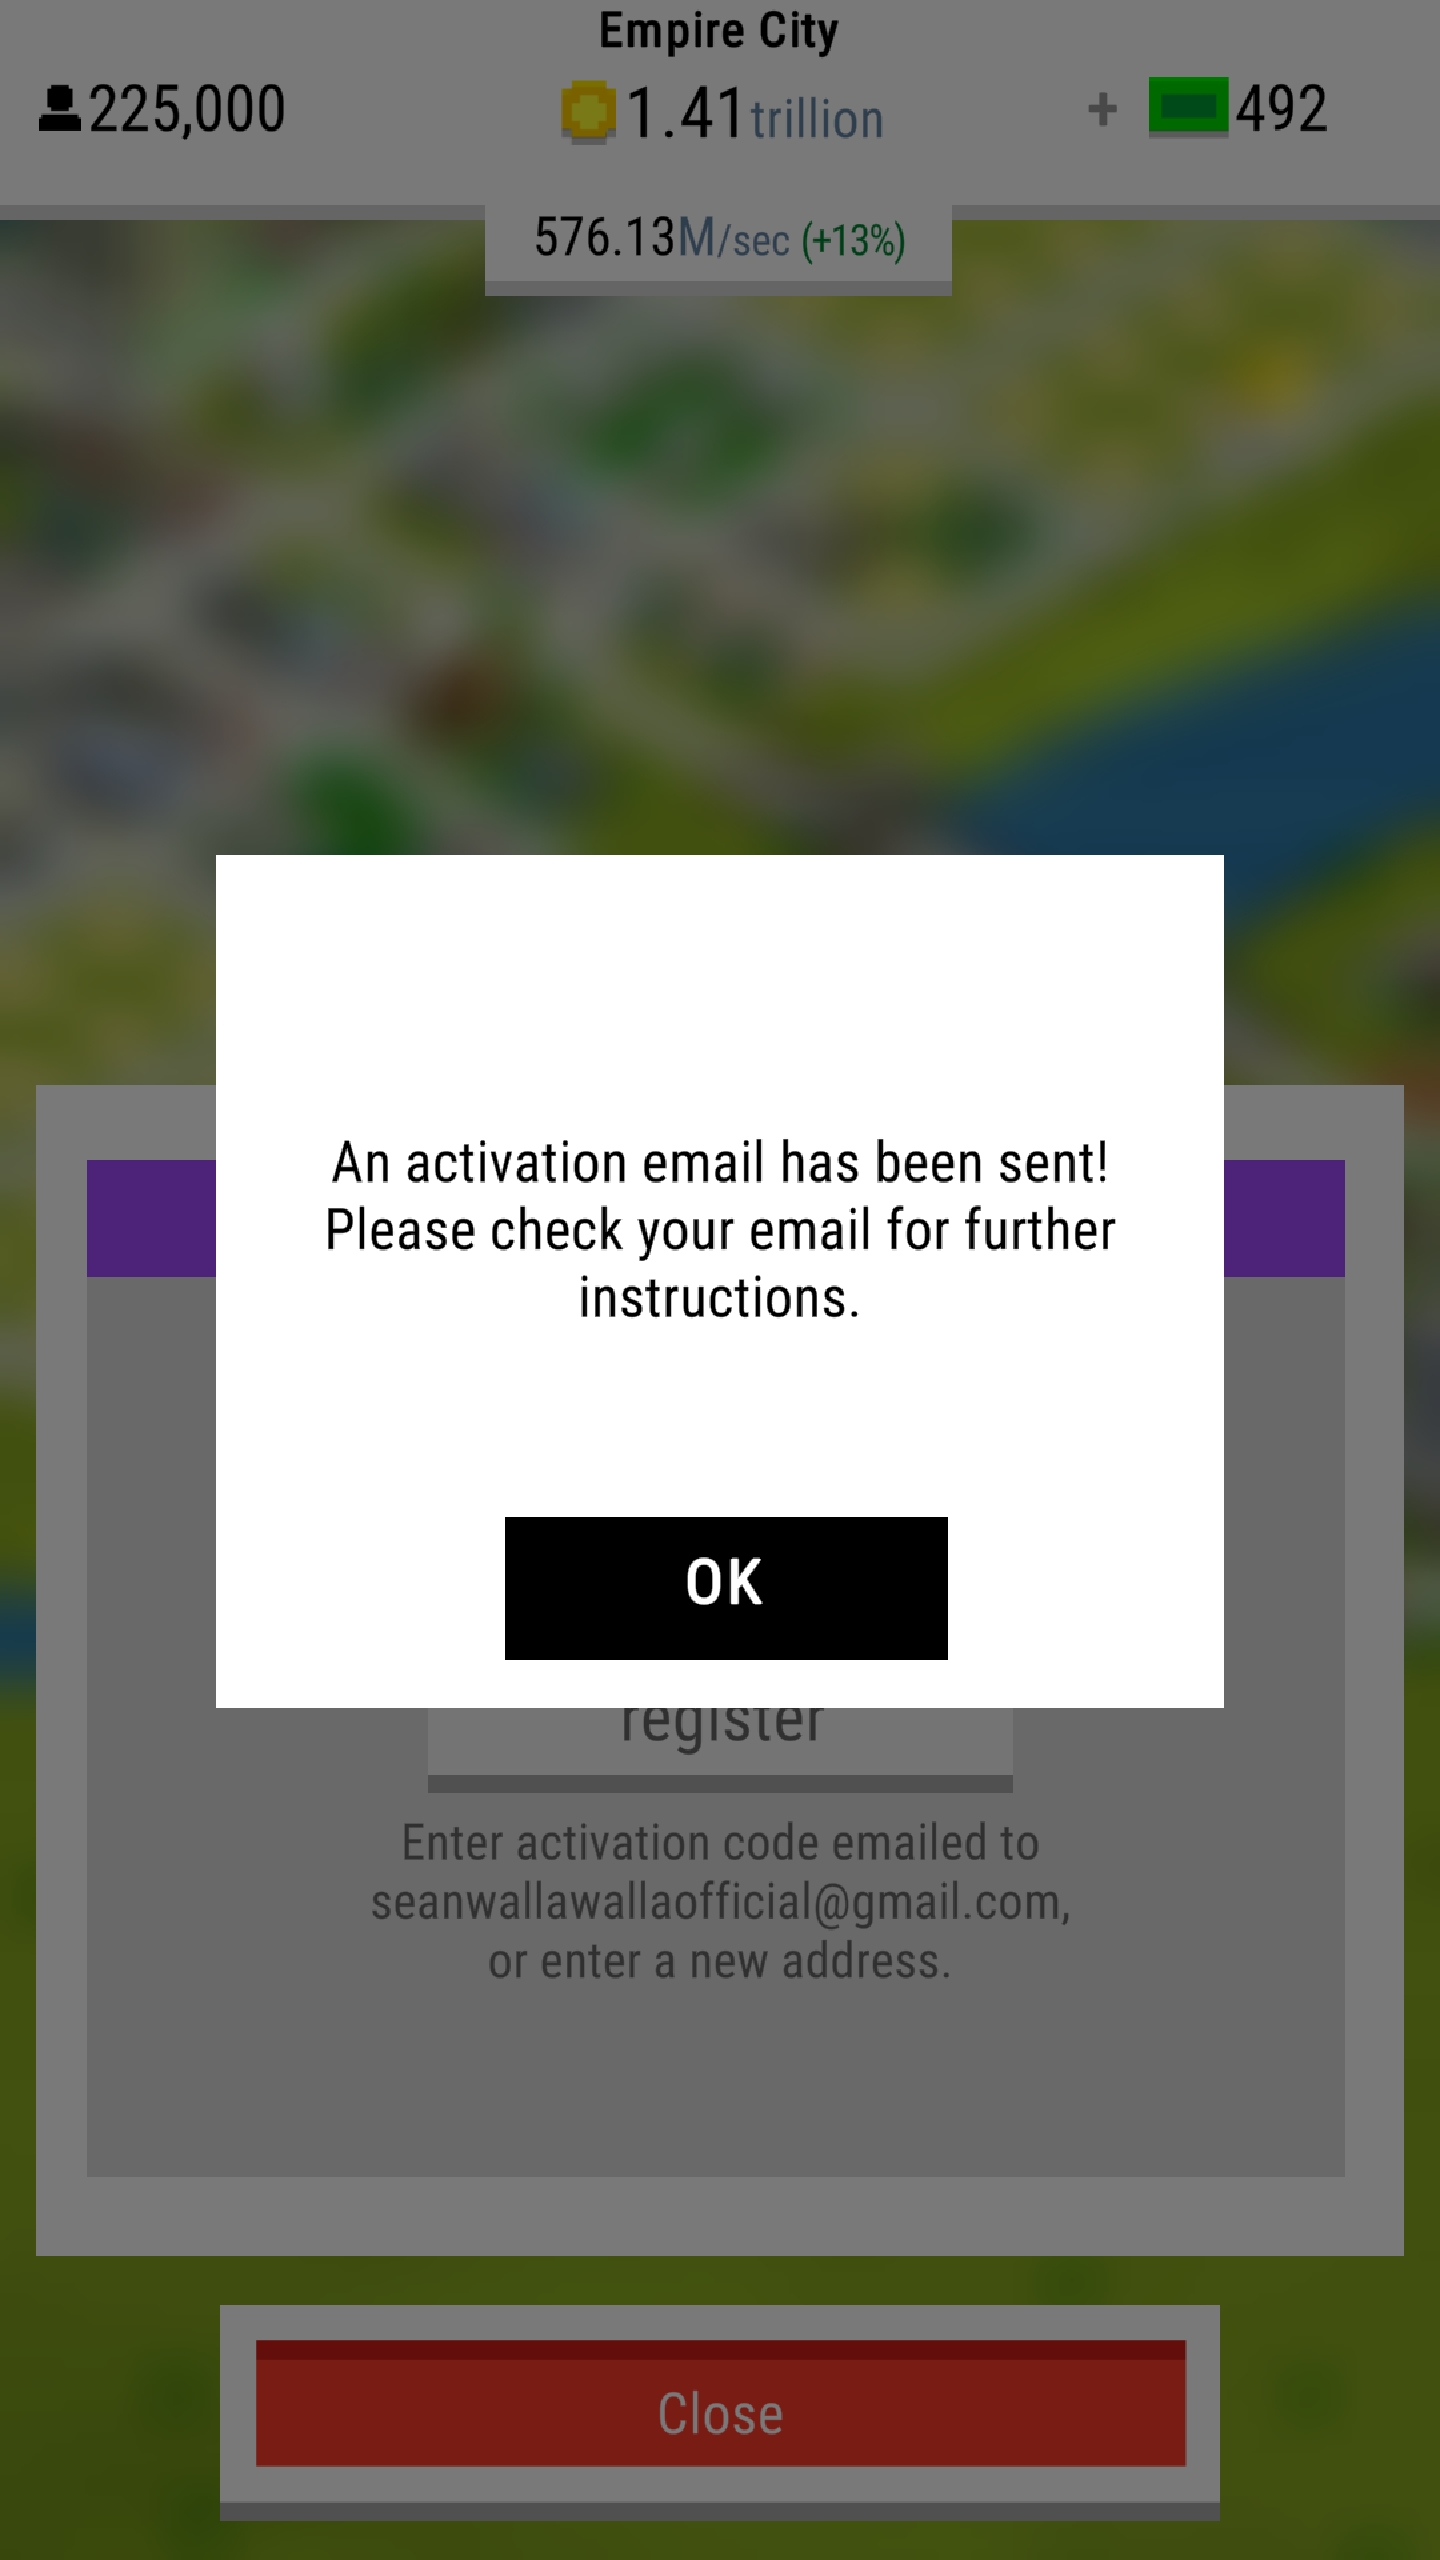 Empire City
225,000
1.41 trillion
+ 492
576.13M/sec (+13%)
An activation email has been sent!
Please check your email for further
instructions.
OK
register
Enter activation code emailed to
seanwallawallaofficial@gmail.com,
or enter a new address.
Close